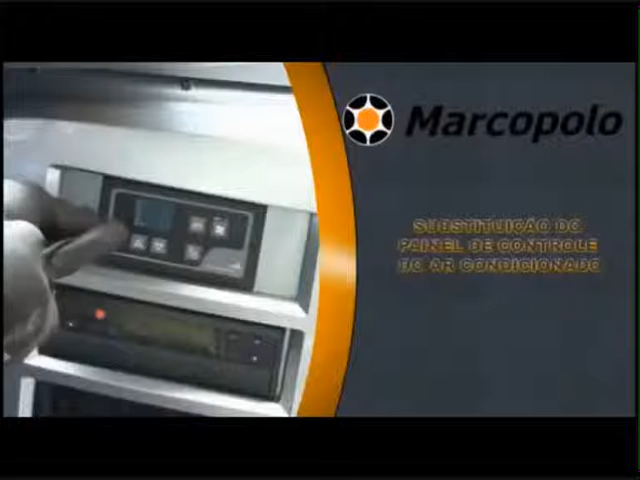 Marcopolo
SUBSTITUIÇÃO DO
PAINEL DE CONTROLE
DO AR CONDICIONADO